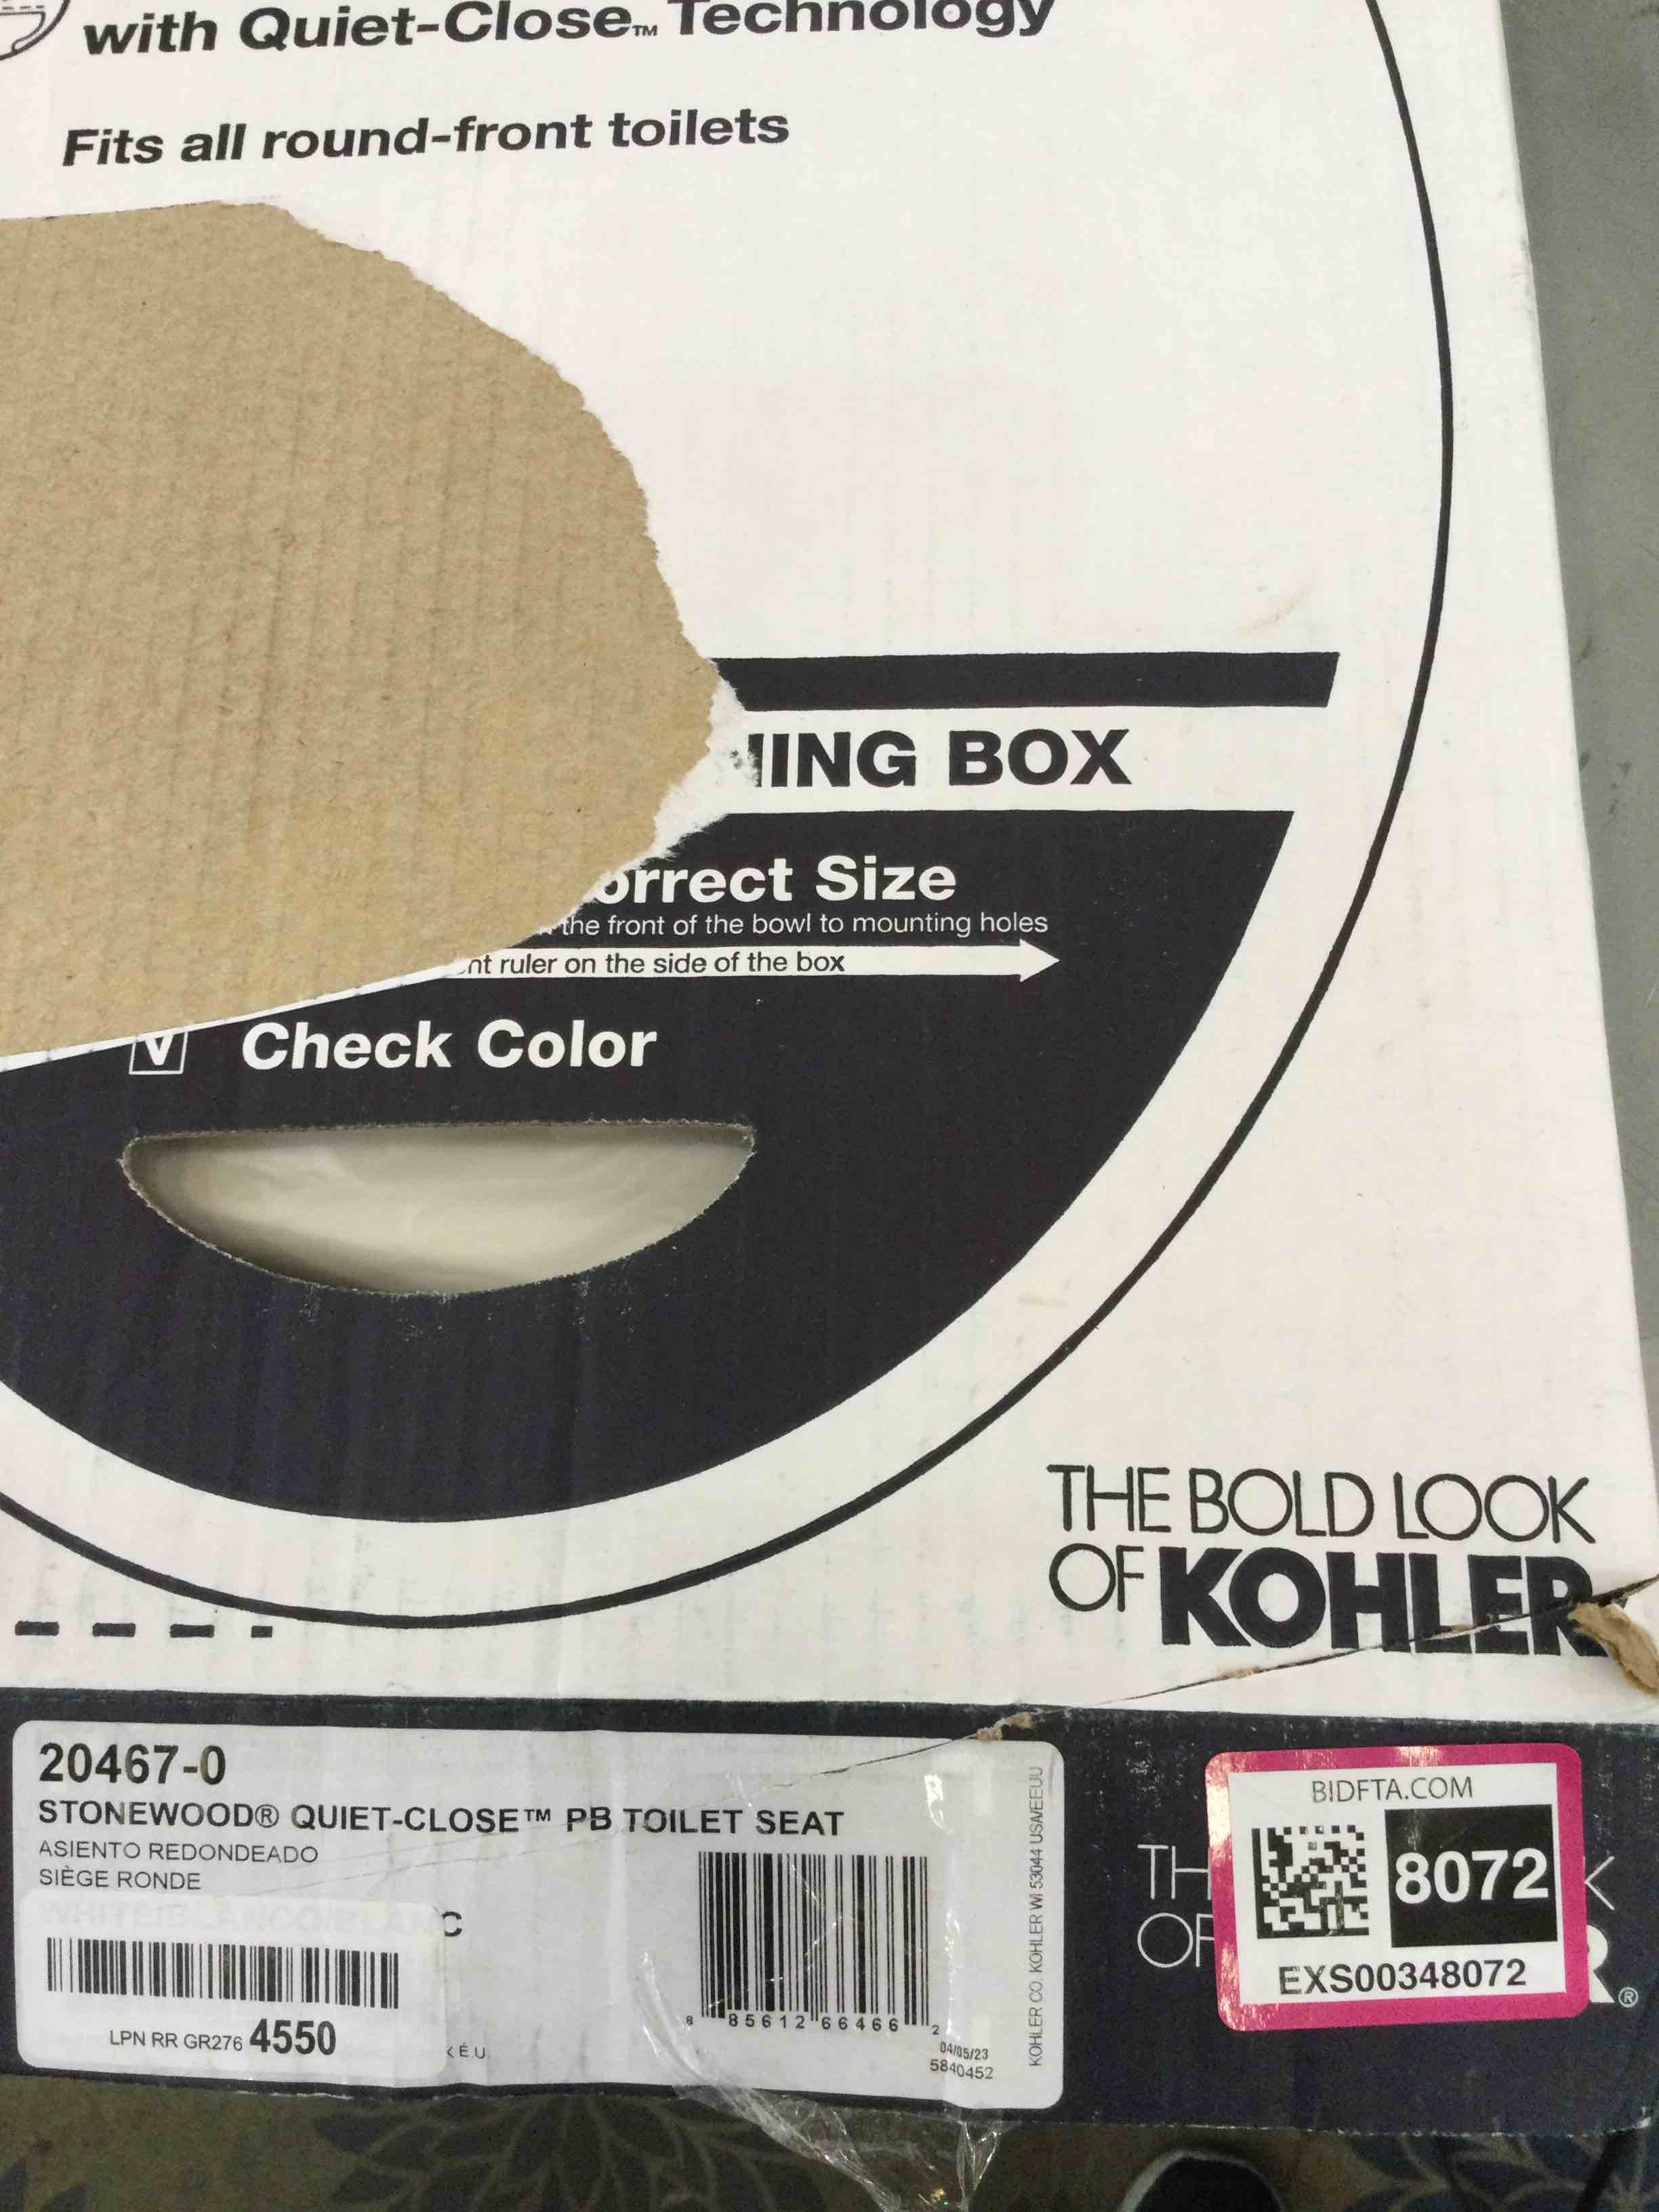 with Quiet-Close™ Technology
Fits all round-front toilets
ING BOX
orrect Size
the front of the bowl to mounting holes
nt ruler on the side of the box
Check Color
THE BOLD LOOK
OF KOHLER
20467-0
STONEWOOD® QUIET-CLOSE™ PB TOILET SEAT
ASIENTO REDONDEADO
SIÈGE RONDE
C
LPN RR GR276 4550
É.U.
8 85612 66466 2
04/05/23
5840452
KOHLER CO. KOHLER WI 53044 USA/EEUU
TH K
OF R®
BIDFTA.COM
8072
EXS00348072